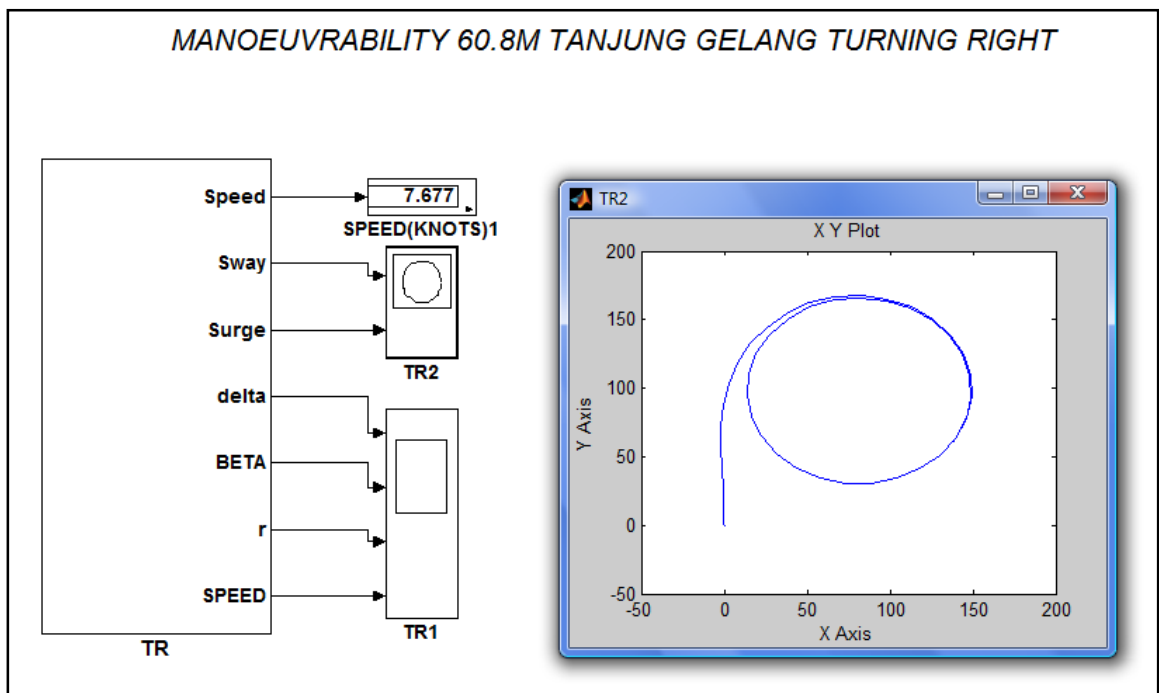 MANOEUVRABILITY 60.8M TANJUNG GELANG TURNING RIGHT
Speed
7.677
SPEED(KNOTS)1
Sway
Surge
TR2
delta
BETA
r
SPEED
TR1
TR
TR2
X Y Plot
200
150
100
50
0
-50
Y Axis
-50 0 50 100 150 200
X Axis